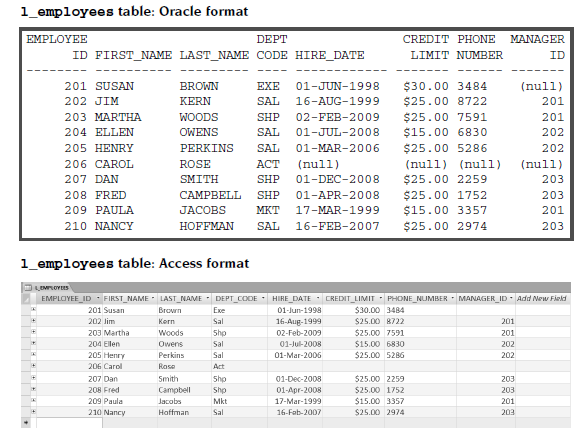 l_employees table: Oracle format
EMPLOYEE DEPT CREDIT PHONE MANAGER
ID FIRST_NAME LAST_NAME CODE HIRE_DATE LIMIT NUMBER ID
-------- ---------- --------- ---- ----------- ------- ------ -------
201 SUSAN BROWN EXE 01-JUN-1998 $30.00 3484 (null)
202 JIM KERN SAL 16-AUG-1999 $25.00 8722 201
203 MARTHA WOODS SHP 02-FEB-2009 $25.00 7591 201
204 ELLEN OWENS SAL 01-JUL-2008 $15.00 6830 202
205 HENRY PERKINS SAL 01-MAR-2006 $25.00 5286 202
206 CAROL ROSE ACT (null) (null) (null) (null)
207 DAN SMITH SHP 01-DEC-2008 $25.00 2259 203
208 FRED CAMPBELL SHP 01-APR-2008 $25.00 1752 203
209 PAULA JACOBS MKT 17-MAR-1999 $15.00 3357 201
210 NANCY HOFFMAN SAL 16-FEB-2007 $25.00 2974 203
l_employees table: Access format
L_EMPLOYEES
EMPLOYEE_ID FIRST_NAME LAST_NAME DEPT_CODE HIRE_DATE CREDIT_LIMIT PHONE_NUMBER MANAGER_ID Add New Field
201 Susan Brown Exe 01-Jun-1998 $30.00 3484
202 Jim Kern Sal 16-Aug-1999 $25.00 8722 201
203 Martha Woods Shp 02-Feb-2009 $25.00 7591 201
204 Ellen Owens Sal 01-Jul-2008 $15.00 6830 202
205 Henry Perkins Sal 01-Mar-2006 $25.00 5286 202
206 Carol Rose Act
207 Dan Smith Shp 01-Dec-2008 $25.00 2259 203
208 Fred Campbell Shp 01-Apr-2008 $25.00 1752 203
209 Paula Jacobs Mkt 17-Mar-1999 $15.00 3357 201
210 Nancy Hoffman Sal 16-Feb-2007 $25.00 2974 203